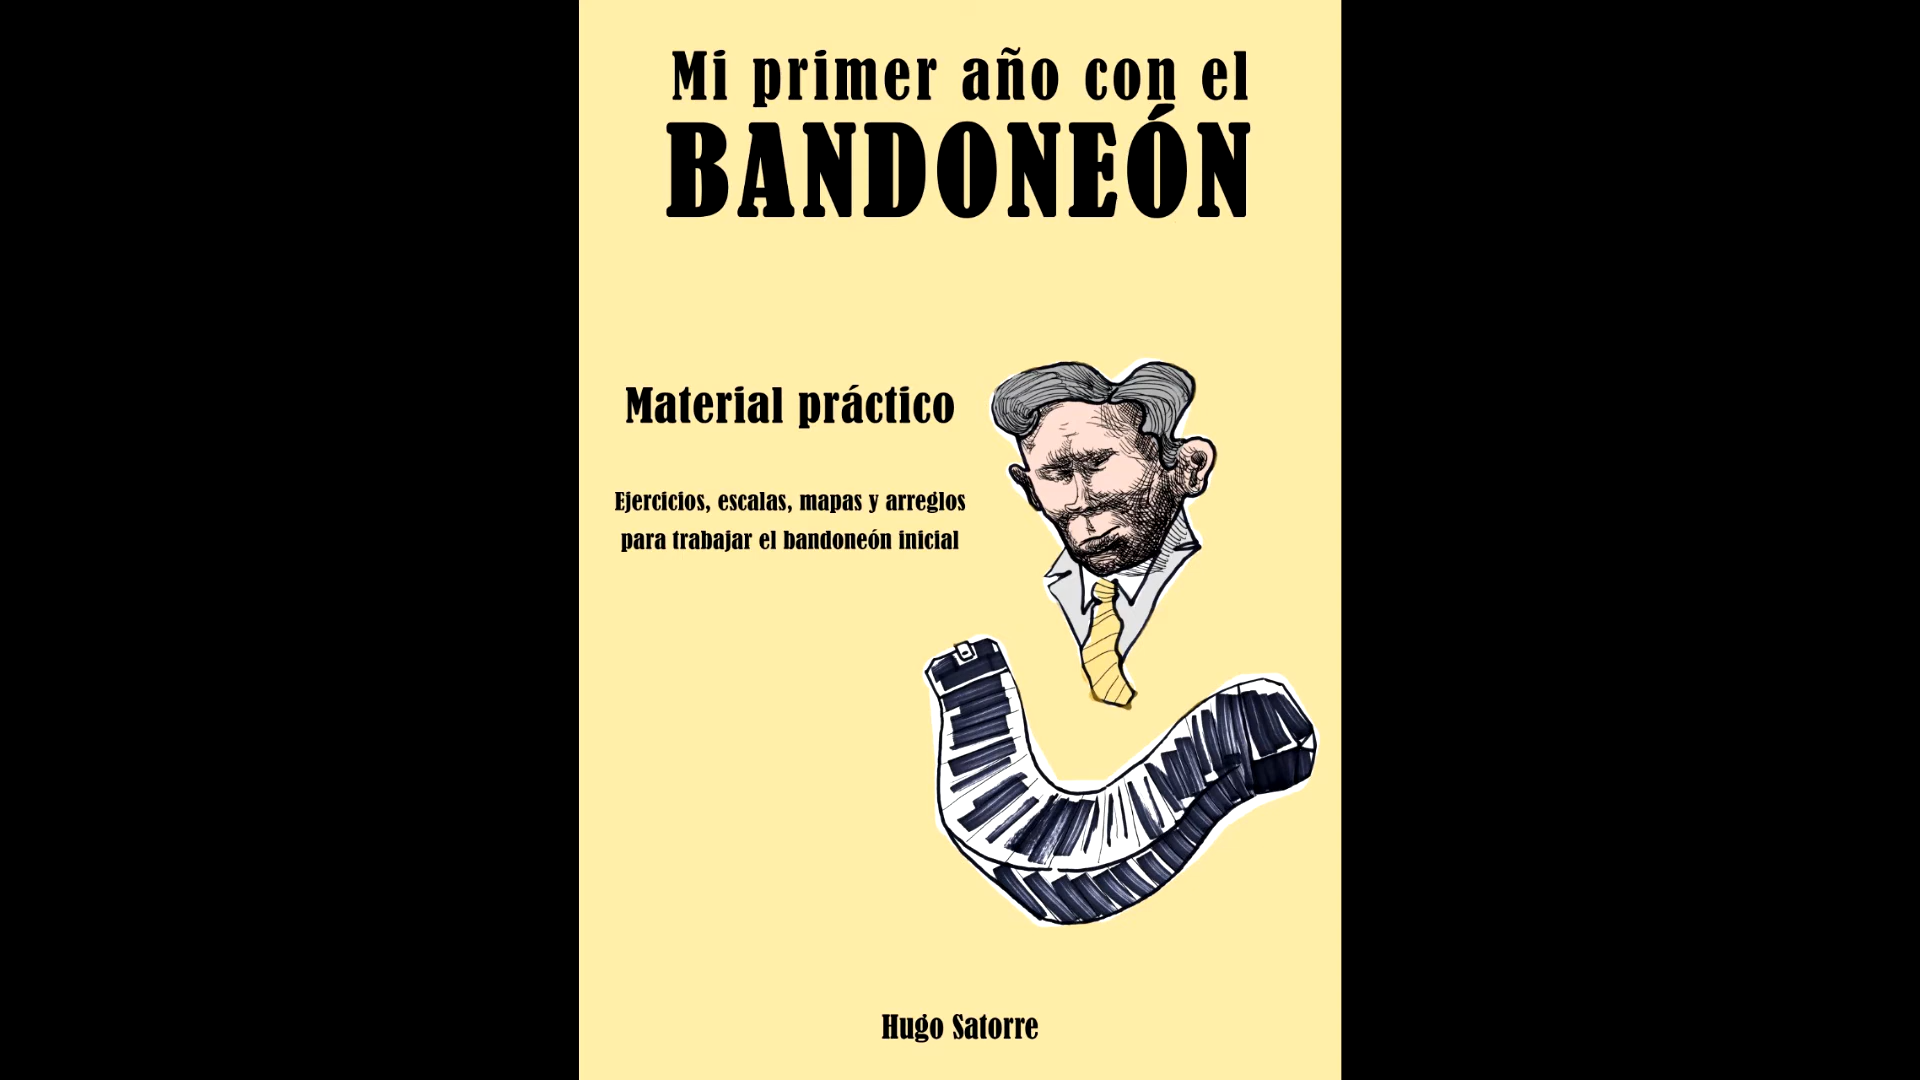 Mi primer año con el
BANDONEÓN
Material práctico
Ejercicios, escalas, mapas y arreglos
para trabajar el bandoneón inicial
Hugo Satorre